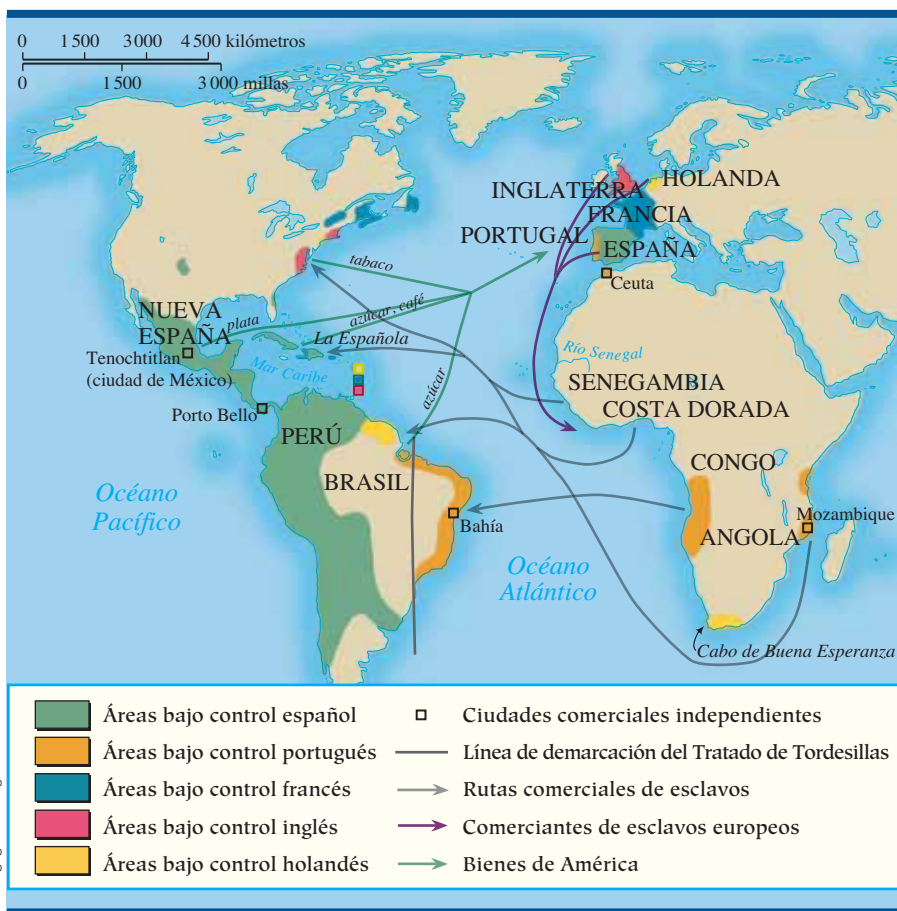 0 1 500 3 000 4 500 kilómetros
0 1 500 3 000 millas
INGLATERRA
HOLANDA
FRANCIA
PORTUGAL
ESPAÑA
Ceuta
tabaco
azúcar, café
plata
La Española
NUEVA
ESPAÑA
Tenochtitlan
(ciudad de México)
Mar Caribe
Porto Bello
azúcar
Río Senegal
SENEGAMBIA
COSTA DORADA
PERÚ
BRASIL
CONGO
Océano
Pacífico
Bahía
Mozambique
ANGOLA
Océano
Atlántico
Cabo de Buena Esperanza
Áreas bajo control español
Áreas bajo control portugués
Áreas bajo control francés
Áreas bajo control inglés
Áreas bajo control holandés
Ciudades comerciales independientes
Línea de demarcación del Tratado de Tordesillas
Rutas comerciales de esclavos
Comerciantes de esclavos europeos
Bienes de América